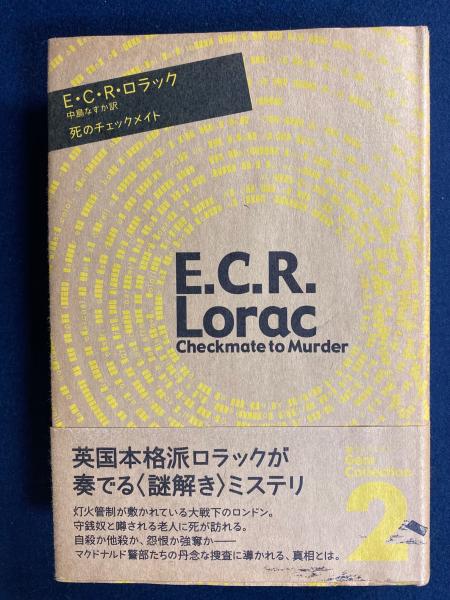 E・C・R・ロラック
中島なすか訳
死のチェックメイト
E.C.R.
Lorac
Checkmate to Murder
英国本格派ロラックが
奏でる〈謎解き〉ミステリ
灯火管制が敷かれている大戦下のロンドン。
守銭奴と噂される老人に死が訪れる。
自殺か他殺か、怨恨か強奪か――
マクドナルド警部たちの丹念な捜査に導かれる、真相とは。
Gem
Collection
2